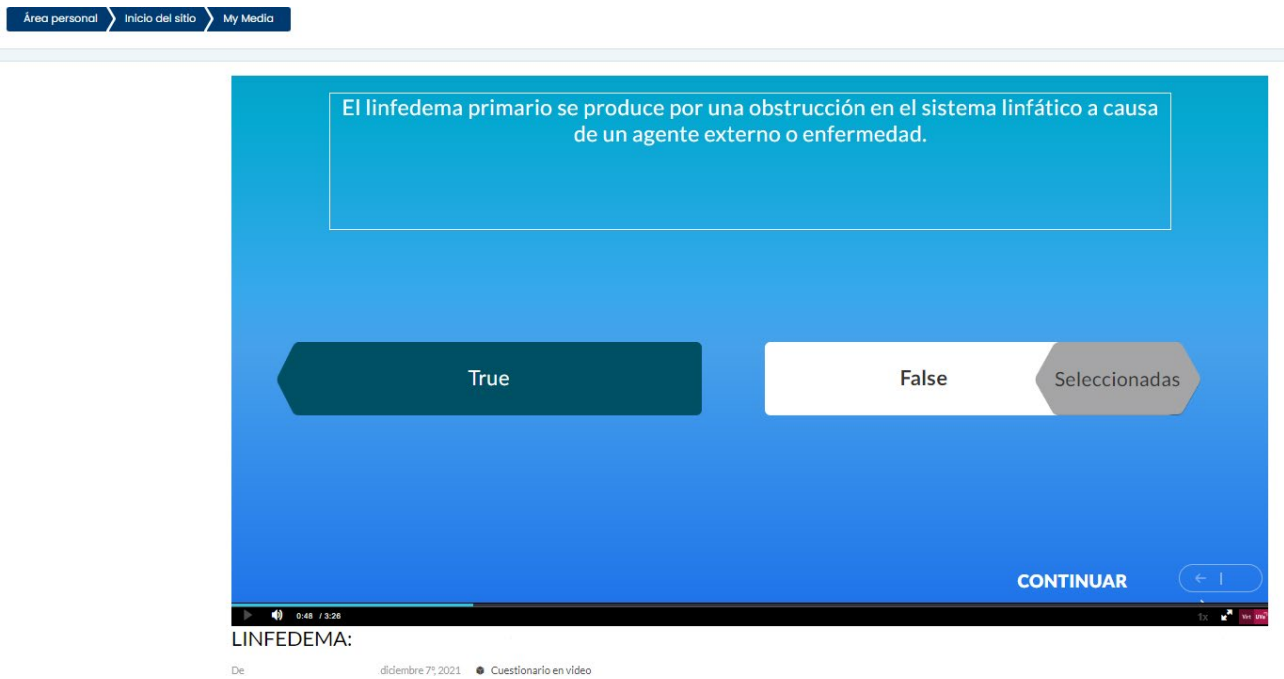 Área personal
Inicio del sitio
My Media
El linfedema primario se produce por una obstrucción en el sistema linfático a causa
de un agente externo o enfermedad.
True
False
Seleccionadas
CONTINUAR
0:48 / 3:26
1x
LINFEDEMA:
De
diciembre 7º, 2021
Cuestionario en video